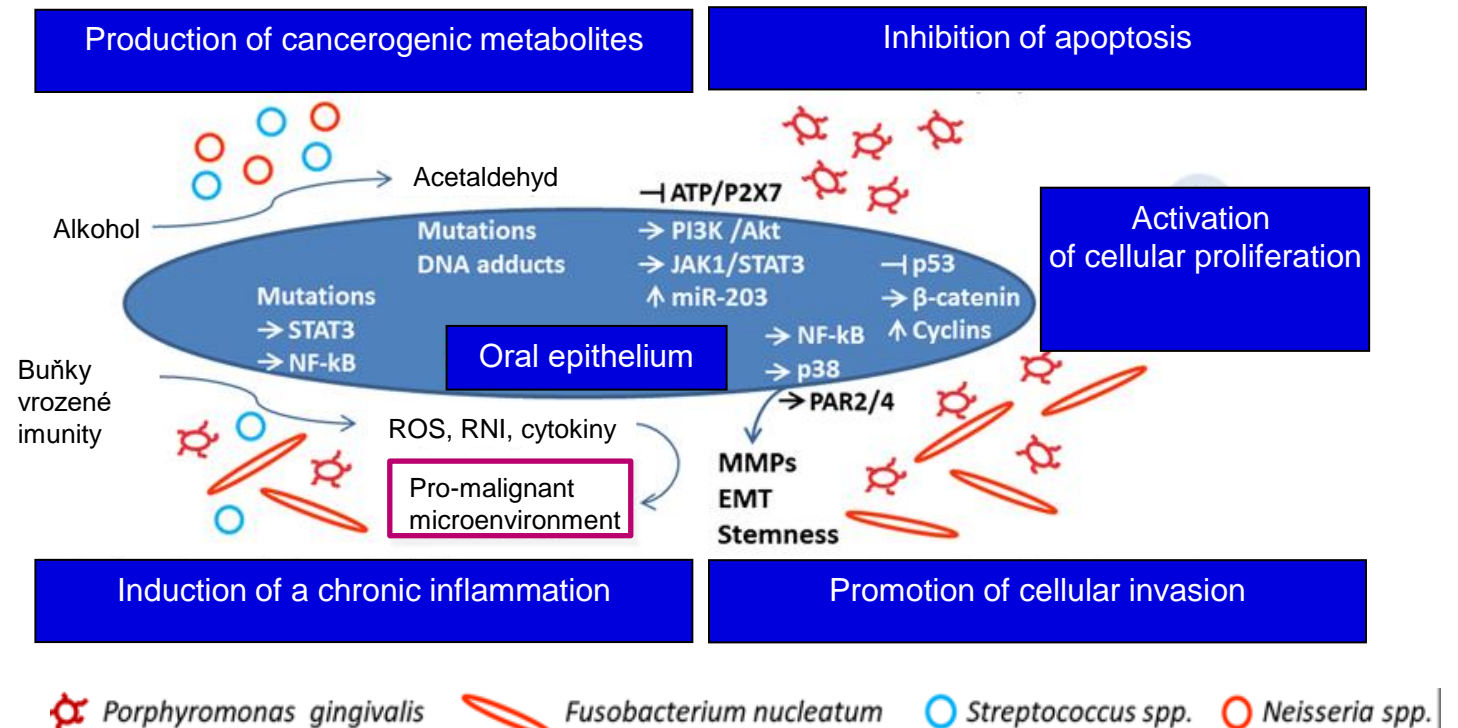 Production of cancerogenic metabolites
Inhibition of apoptosis
Acetaldehyd
Alkohol
⊣ ATP/P2X7
Activation
of cellular proliferation
Mutations
DNA adducts
→ PI3K /Akt
→ JAK1/STAT3
↑ miR-203
⊣ p53
→ β-catenin
↑ Cyclins
Mutations
→ STAT3
→ NF-kB
Oral epithelium
→ NF-kB
→ p38
→ PAR2/4
Buňky
vrozené
imunity
ROS, RNI, cytokiny
Pro-malignant
microenvironment
MMPs
EMT
Stemness
Induction of a chronic inflammation
Promotion of cellular invasion
Porphyromonas gingivalis
Fusobacterium nucleatum
Streptococcus spp.
Neisseria spp.